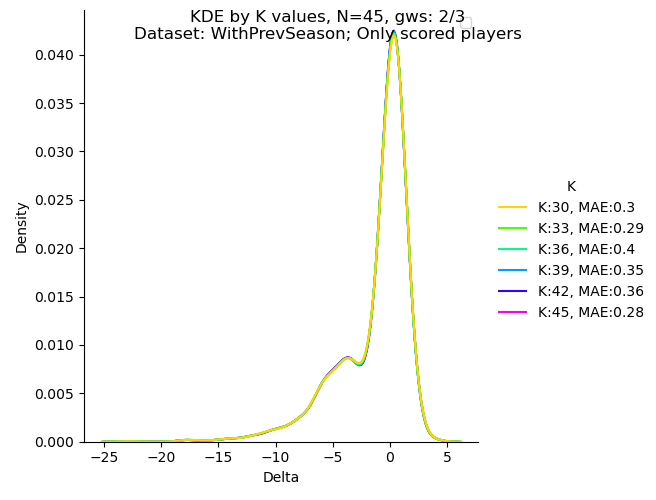 KDE by K values, N=45, gws: 2/3
Dataset: WithPrevSeason; Only scored players
0.040
0.035
0.030
0.025
0.020
0.015
0.010
0.005
0.000
Density
−25
−20
−15
−10
−5
0
5
Delta
K
K:30, MAE:0.3
K:33, MAE:0.29
K:36, MAE:0.4
K:39, MAE:0.35
K:42, MAE:0.36
K:45, MAE:0.28